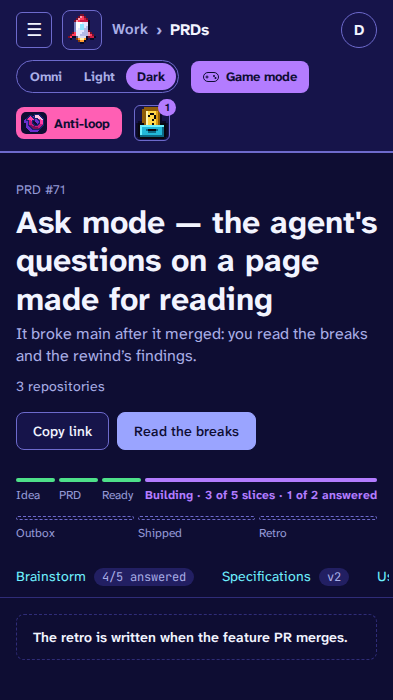 ☰ Work › PRDs D
Omni Light Dark Game mode
Anti-loop 1
PRD #71
Ask mode — the agent's
questions on a page
made for reading
It broke main after it merged: you read the breaks
and the rewind's findings.
3 repositories
Copy link Read the breaks
Idea PRD Ready Building · 3 of 5 slices · 1 of 2 answered
Outbox Shipped Retro
Brainstorm 4/5 answered Specifications v2
The retro is written when the feature PR merges.